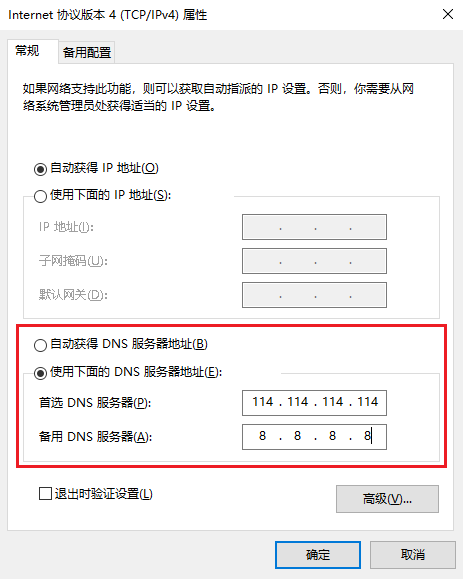 Internet 协议版本 4 (TCP/IPv4) 属性
常规 备用配置
如果网络支持此功能，则可以获取自动指派的 IP 设置。否则，你需要从网
络系统管理员处获得适当的 IP 设置。
自动获得 IP 地址(O)
使用下面的 IP 地址(S):
IP 地址(I): . . .
子网掩码(U): . . .
默认网关(D): . . .
自动获得 DNS 服务器地址(B)
使用下面的 DNS 服务器地址(E):
首选 DNS 服务器(P): 114 . 114 . 114 . 114
备用 DNS 服务器(A): 8 . 8 . 8 . 8
退出时验证设置(L)
高级(V)...
确定 取消